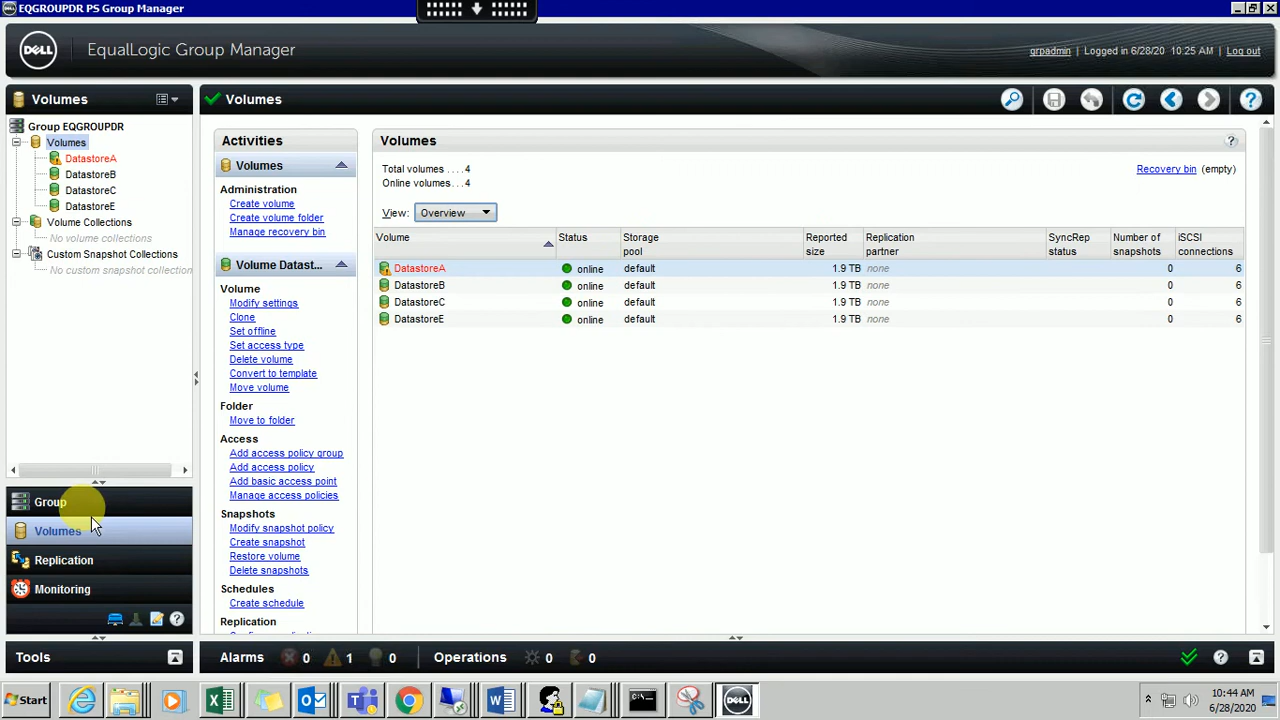 EQGROUPDR PS Group Manager
DELL
EqualLogic Group Manager
grpadmin | Logged in 6/28/20 10:25 AM | Log out
Volumes
Group EQGROUPDR
Volumes
DatastoreA
DatastoreB
DatastoreC
DatastoreE
Volume Collections
No volume collections
Custom Snapshot Collections
No custom snapshot collection
Group
Volumes
Replication
Monitoring
Tools
Volumes
Activities
Volumes
Administration
Create volume
Create volume folder
Manage recovery bin
Volume Datast...
Volume
Modify settings
Clone
Set offline
Set access type
Delete volume
Convert to template
Move volume
Folder
Move to folder
Access
Add access policy group
Add access policy
Add basic access point
Manage access policies
Snapshots
Modify snapshot policy
Create snapshot
Restore volume
Delete snapshots
Schedules
Create schedule
Replication
Volumes
Total volumes . . . . 4
Online volumes . . . 4
Recovery bin (empty)
View: Overview
Volume Status Storage pool Reported size Replication partner SyncRep status Number of snapshots iSCSI connections
DatastoreA online default 1.9 TB none 0 6
DatastoreB online default 1.9 TB none 0 6
DatastoreC online default 1.9 TB none 0 6
DatastoreE online default 1.9 TB none 0 6
Alarms 0 1 0 Operations 0 0
Start
DELL
10:44 AM
6/28/2020